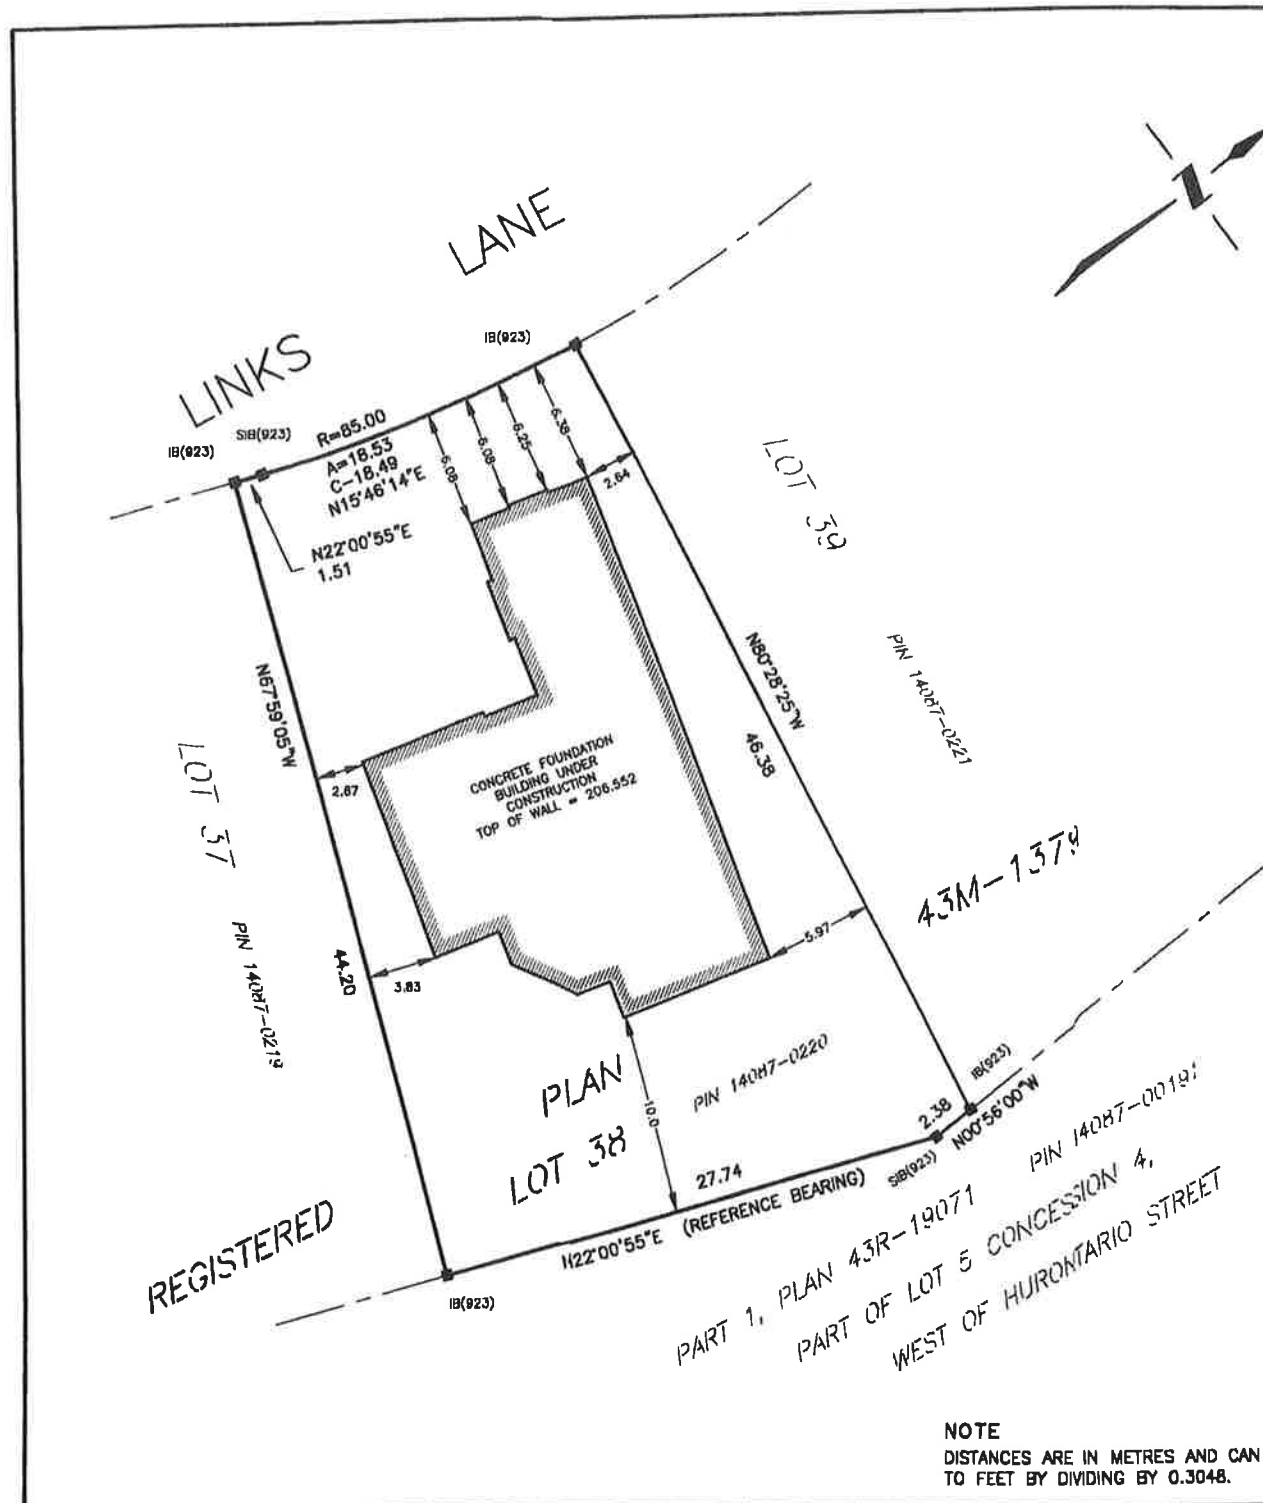 LINKS LANE
IB(923)
IB(923)
SIB(923)
R=85.00
A=18.53
C-18.49
N15°46'14"E
N22°00'55"E
1.51
6.08
6.08
6.25
6.38
2.64
LOT 39
PIN 14087-0221
N80°28'25"W
46.38
N67°59'05"W
44.20
LOT 37
PIN 14087-0219
2.67
CONCRETE FOUNDATION
BUILDING UNDER
CONSTRUCTION
TOP OF WALL = 206.552
3.83
5.97
10.0
REGISTERED PLAN 43M-1379
LOT 38
PIN 14087-0220
IB(923)
2.38
N00°56'00"W
SIB(923)
27.74
N22°00'55"E (REFERENCE BEARING)
IB(923)
PART 1, PLAN 43R-19071 PIN 14087-00191
PART OF LOT 5 CONCESSION 4,
WEST OF HURONTARIO STREET
NOTE
DISTANCES ARE IN METRES AND CAN
TO FEET BY DIVIDING BY 0.3048.